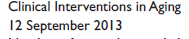 Clinical Interventions in Aging
12 September 2013